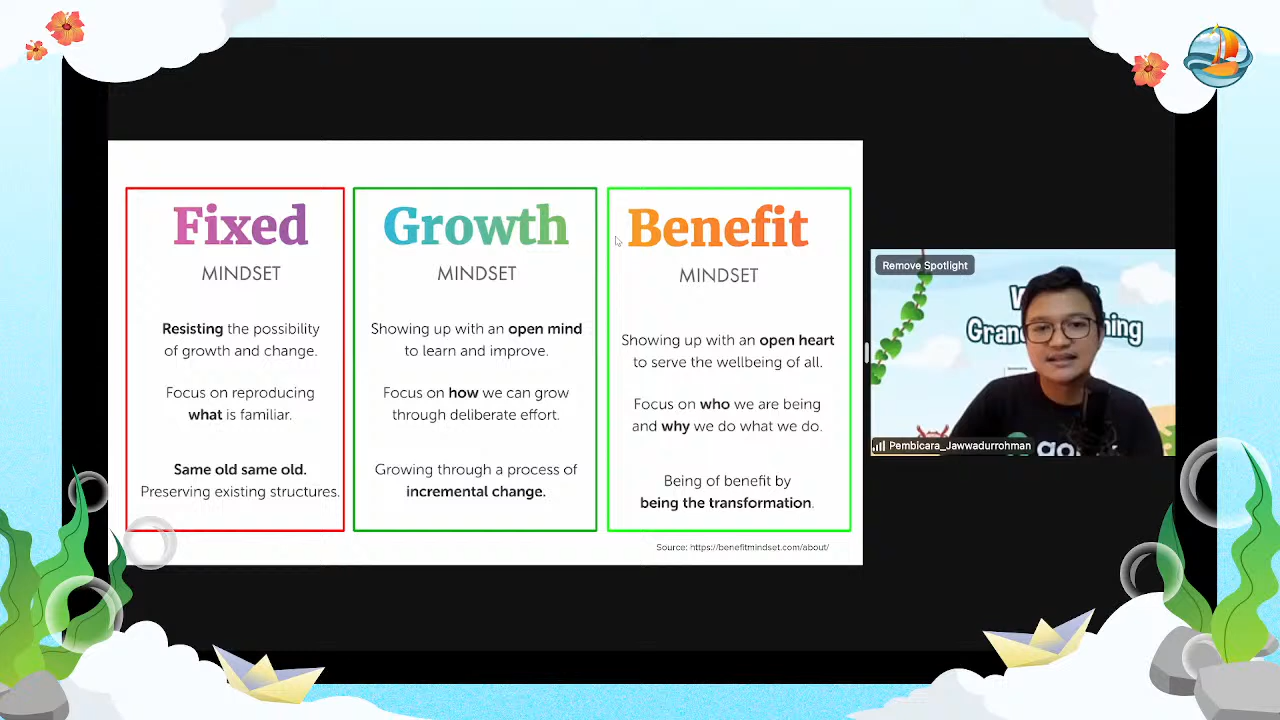 Fixed
MINDSET
Resisting the possibility
of growth and change.
Focus on reproducing
what is familiar.
Same old same old.
Preserving existing structures.
Growth
MINDSET
Showing up with an open mind
to learn and improve.
Focus on how we can grow
through deliberate effort.
Growing through a process of
incremental change.
Benefit
MINDSET
Showing up with an open heart
to serve the wellbeing of all.
Focus on who we are being
and why we do what we do.
Being of benefit by
being the transformation.
Source: https://benefitmindset.com/about/
Remove Spotlight
Pembicara_Jawwadurrohman